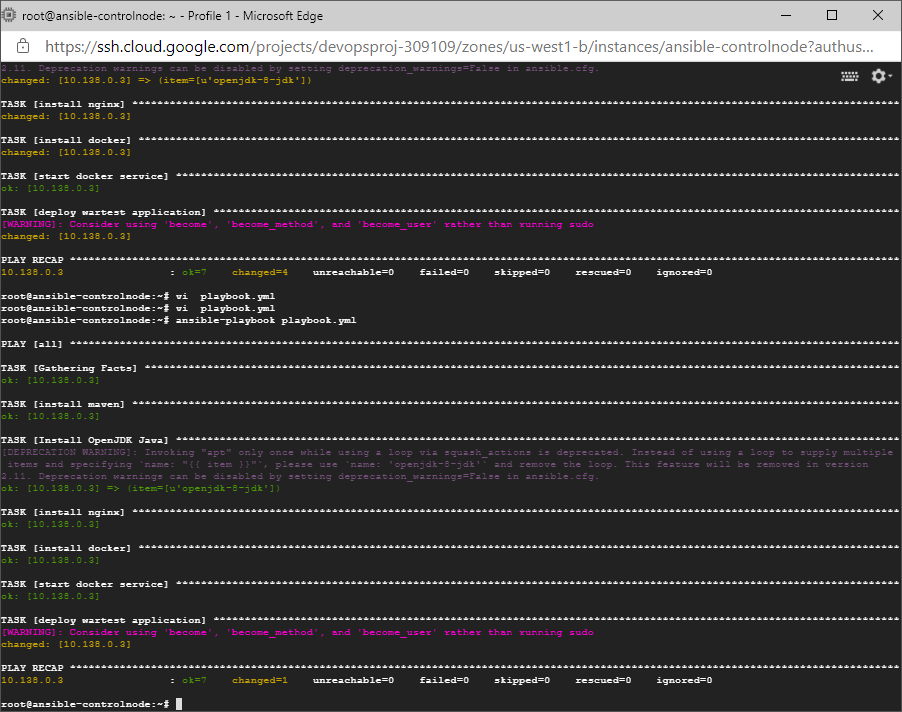 root@ansible-controlnode: ~ - Profile 1 - Microsoft Edge
https://ssh.cloud.google.com/projects/devopsproj-309109/zones/us-west1-b/instances/ansible-controlnode?authus...
2.11. Deprecation warnings can be disabled by setting deprecation_warnings=False in ansible.cfg.
changed: [10.138.0.3] => (item=[u'openjdk-8-jdk'])
TASK [install nginx] **************************************************************************************************************************
changed: [10.138.0.3]
TASK [install docker] *************************************************************************************************************************
changed: [10.138.0.3]
TASK [start docker service] *******************************************************************************************************************
ok: [10.138.0.3]
TASK [deploy wartest application] *************************************************************************************************************
[WARNING]: Consider using 'become', 'become_method', and 'become_user' rather than running sudo
changed: [10.138.0.3]
PLAY RECAP ************************************************************************************************************************************
10.138.0.3 : ok=7 changed=4 unreachable=0 failed=0 skipped=0 rescued=0 ignored=0
root@ansible-controlnode:~# vi  playbook.yml
root@ansible-controlnode:~# vi  playbook.yml
root@ansible-controlnode:~# ansible-playbook playbook.yml
PLAY [all] ************************************************************************************************************************************
TASK [Gathering Facts] ************************************************************************************************************************
ok: [10.138.0.3]
TASK [install maven] **************************************************************************************************************************
ok: [10.138.0.3]
TASK [Install OpenJDK Java] *******************************************************************************************************************
[DEPRECATION WARNING]: Invoking "apt" only once while using a loop via squash_actions is deprecated. Instead of using a loop to supply multiple
items and specifying `name: "{{ item }}"`, please use `name: 'openjdk-8-jdk'` and remove the loop. This feature will be removed in version
2.11. Deprecation warnings can be disabled by setting deprecation_warnings=False in ansible.cfg.
ok: [10.138.0.3] => (item=[u'openjdk-8-jdk'])
TASK [install nginx] **************************************************************************************************************************
ok: [10.138.0.3]
TASK [install docker] *************************************************************************************************************************
ok: [10.138.0.3]
TASK [start docker service] *******************************************************************************************************************
ok: [10.138.0.3]
TASK [deploy wartest application] *************************************************************************************************************
[WARNING]: Consider using 'become', 'become_method', and 'become_user' rather than running sudo
changed: [10.138.0.3]
PLAY RECAP ************************************************************************************************************************************
10.138.0.3 : ok=7 changed=1 unreachable=0 failed=0 skipped=0 rescued=0 ignored=0
root@ansible-controlnode:~#